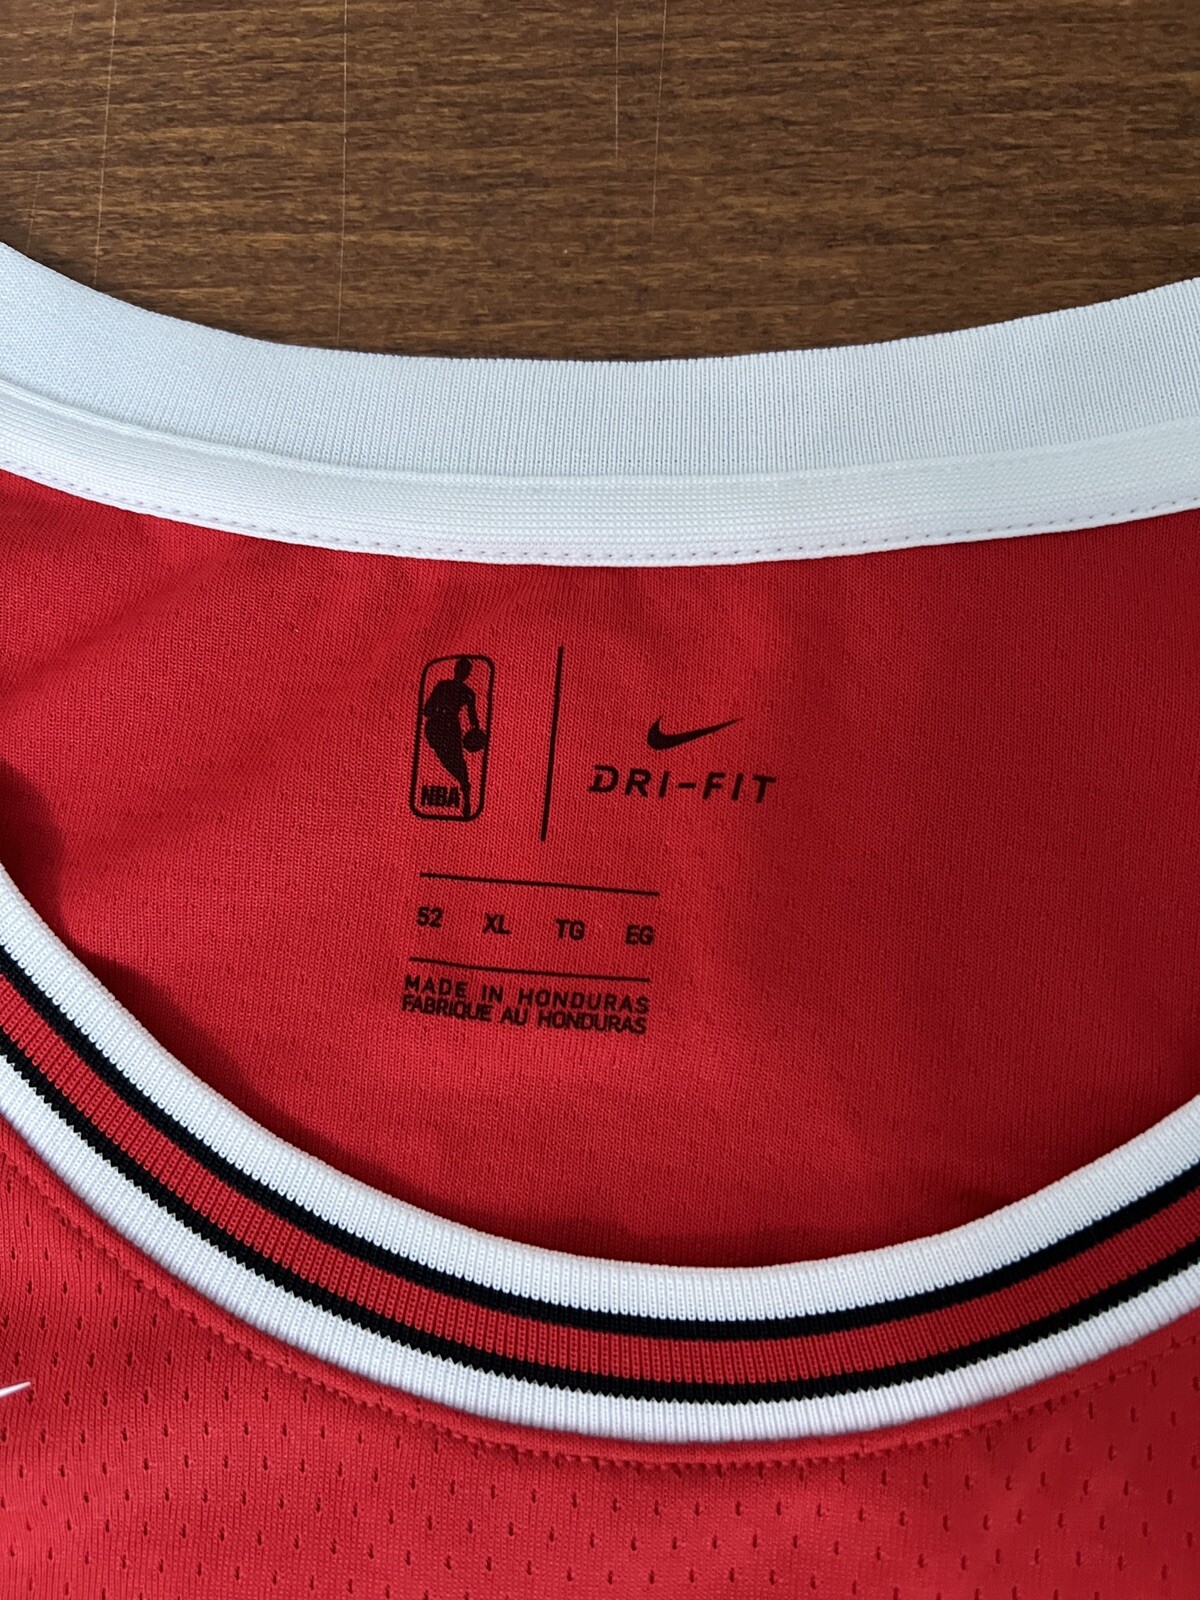 NBA
DRI-FIT
52 XL TG EG
MADE IN HONDURAS
FABRIQUE AU HONDURAS